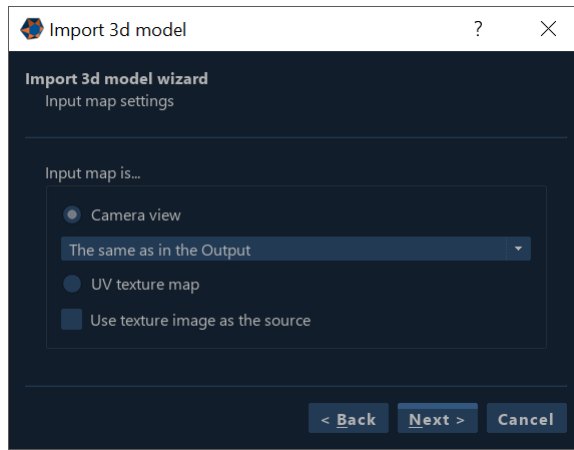 Import 3d model
?
Import 3d model wizard
Input map settings
Input map is...
Camera view
The same as in the Output
UV texture map
Use texture image as the source
< Back Next > Cancel